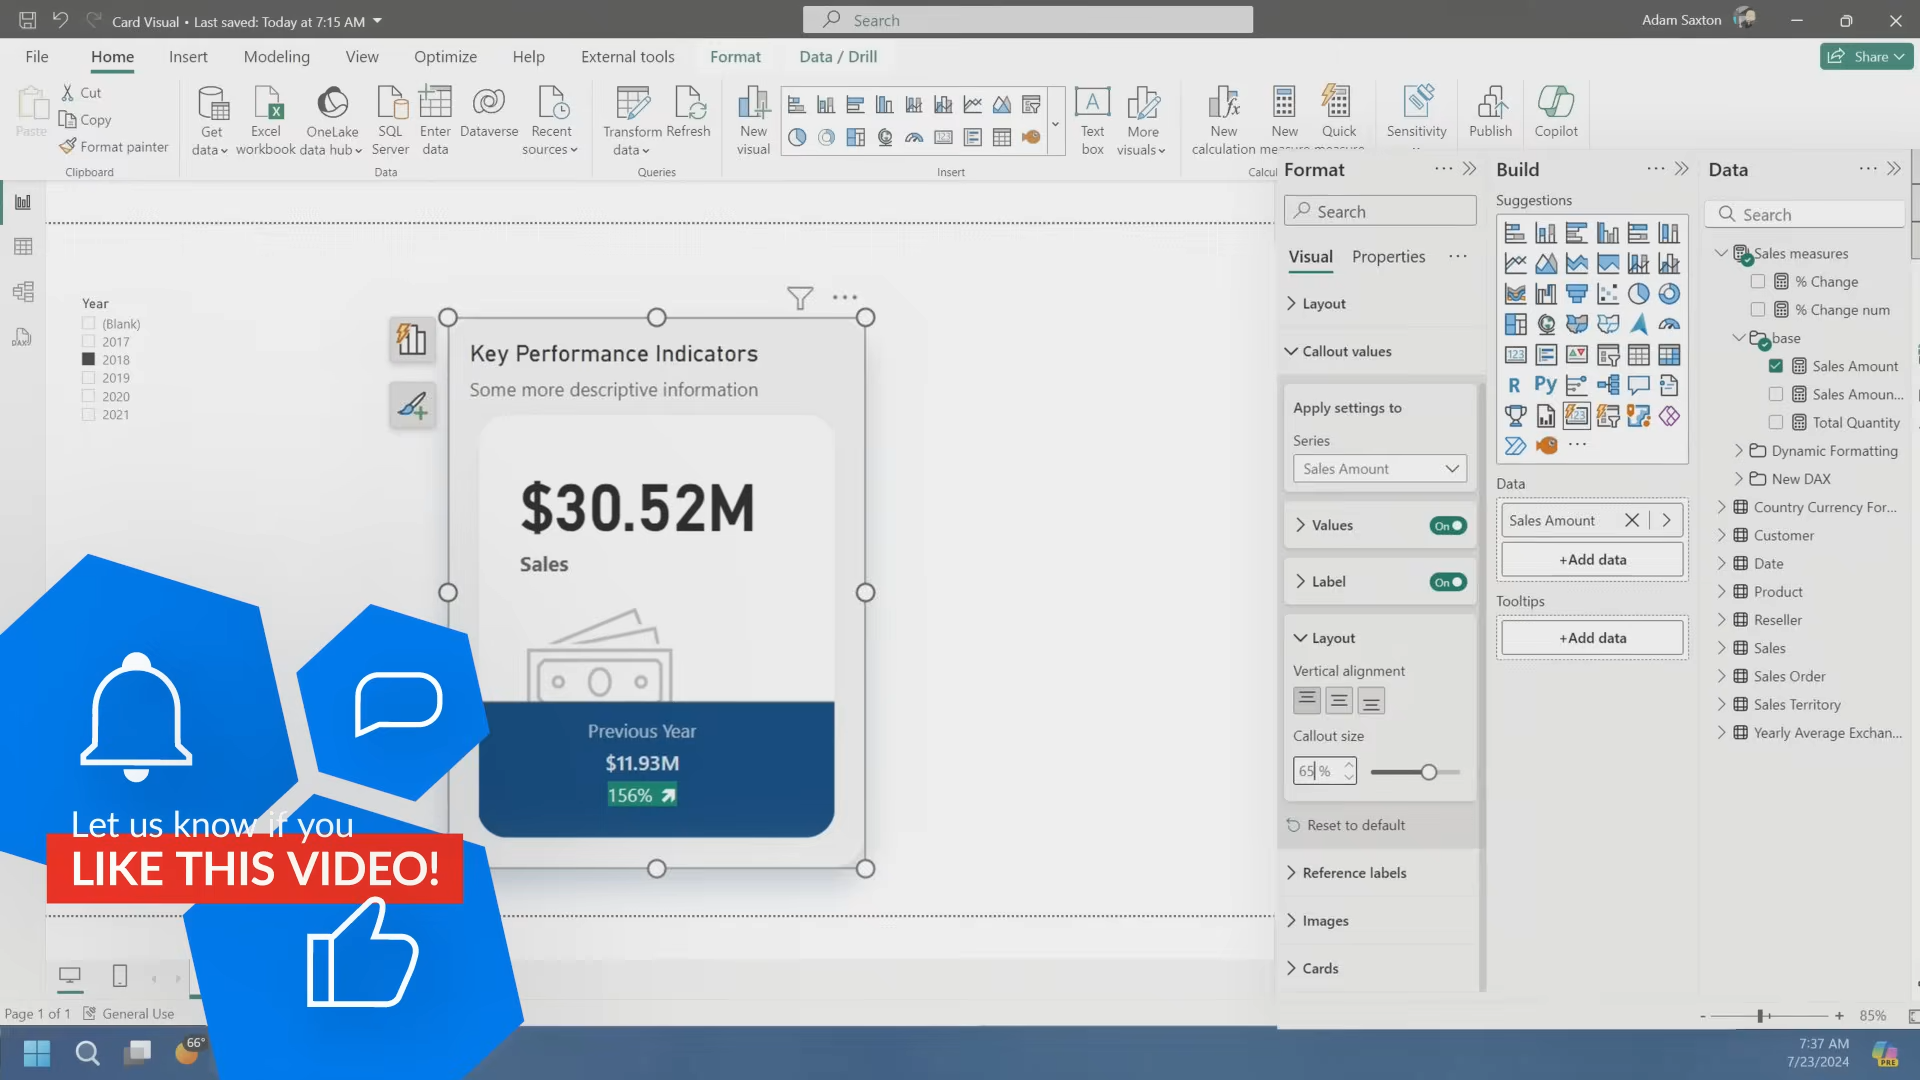 Card Visual • Last saved: Today at 7:15 AM
Search
Adam Saxton
File
Home
Insert
Modeling
View
Optimize
Help
External tools
Format
Data / Drill
Share
Paste
Cut
Copy
Format painter
Clipboard
Get data
Excel workbook
OneLake data hub
SQL Server
Enter data
Dataverse
Recent sources
Data
Transform data
Refresh
Queries
New visual
Text box
More visuals
Insert
New calculation
New measure
Quick measure
Sensitivity
Publish
Copilot
Year
(Blank)
2017
2018
2019
2020
2021
Key Performance Indicators
Some more descriptive information
$30.52M
Sales
Previous Year
$11.93M
156%
Let us know if you
LIKE THIS VIDEO!
Format
Search
Visual
Properties
Layout
Callout values
Apply settings to
Series
Sales Amount
Values
On
Label
On
Layout
Vertical alignment
Callout size
65 %
Reset to default
Reference labels
Images
Cards
Build
Suggestions
R
Py
Data
Sales Amount
+Add data
Tooltips
+Add data
Data
Search
Sales measures
% Change
% Change num
base
Sales Amount
Sales Amoun...
Total Quantity
Dynamic Formatting
New DAX
Country Currency For...
Customer
Date
Product
Reseller
Sales
Sales Order
Sales Territory
Yearly Average Exchan...
Page 1 of 1
General Use
- + 85%
66°
7:37 AM
7/23/2024
PRE